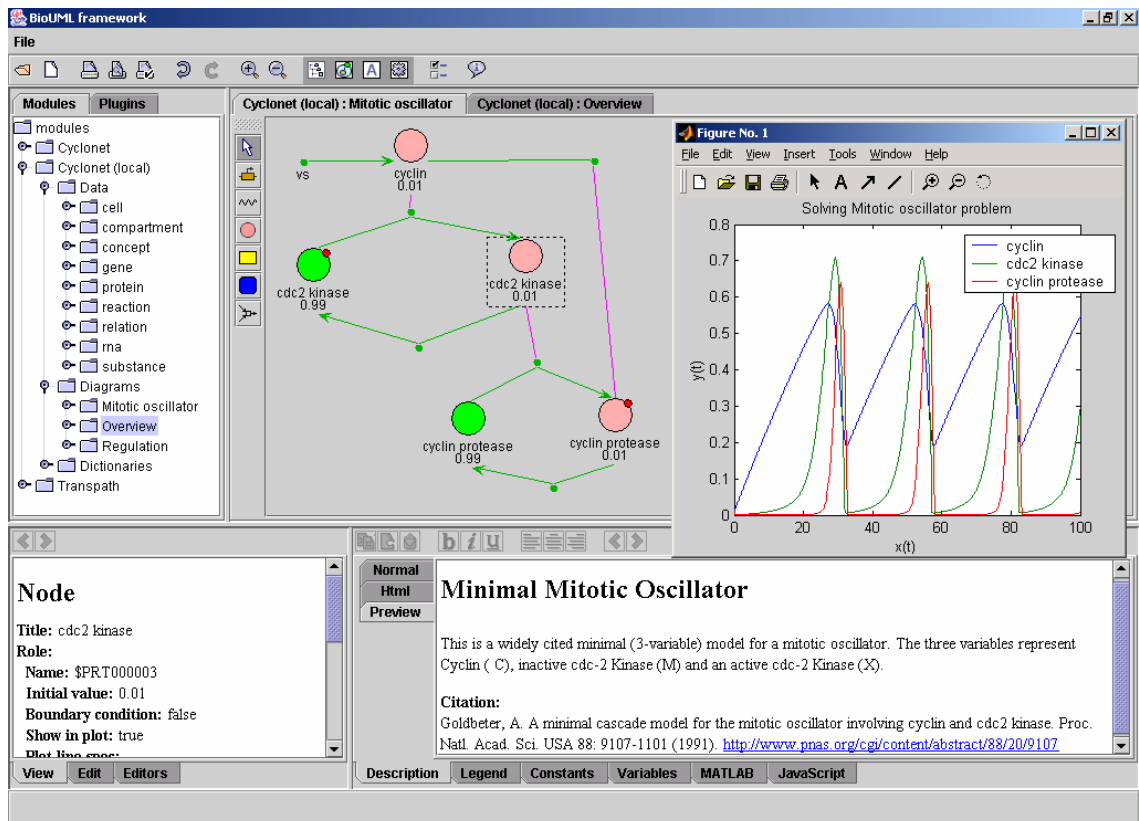 BioUML framework
File
A
Modules Plugins
modules
Cyclonet
Cyclonet (local)
Data
cell
compartment
concept
gene
protein
reaction
relation
rna
substance
Diagrams
Mitotic oscillator
Overview
Regulation
Dictionaries
Transpath
Cyclonet (local) : Mitotic oscillator Cyclonet (local) : Overview
vs
cyclin
0.01
cdc2 kinase
0.99
cdc2 kinase
0.01
cyclin protease
0.99
cyclin protease
0.01
Figure No. 1
File Edit View Insert Tools Window Help
A
Solving Mitotic oscillator problem
cyclin
cdc2 kinase
cyclin protease
0.8
0.7
0.6
0.5
0.4
0.3
0.2
0.1
0
y(t)
0 20 40 60 80 100
x(t)
Node
Title: cdc2 kinase
Role:
Name: $PRT000003
Initial value: 0.01
Boundary condition: false
Show in plot: true
Plot line spec:
View Edit Editors
b i u
Normal
Html
Preview
Minimal Mitotic Oscillator
This is a widely cited minimal (3-variable) model for a mitotic oscillator. The three variables represent
Cyclin ( C), inactive cdc-2 Kinase (M) and an active cdc-2 Kinase (X).
Citation:
Goldbeter, A. A minimal cascade model for the mitotic oscillator involving cyclin and cdc2 kinase. Proc.
Natl. Acad. Sci. USA 88: 9107-1101 (1991). http://www.pnas.org/cgi/content/abstract/88/20/9107
Description Legend Constants Variables MATLAB JavaScript